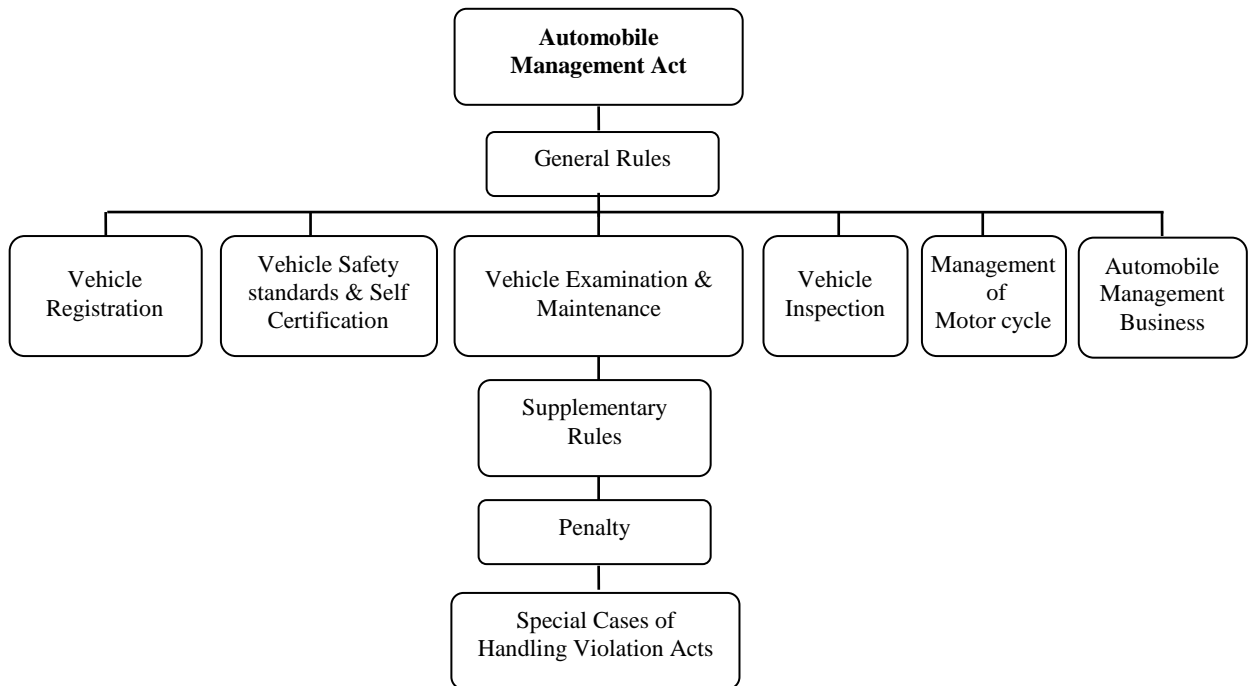 Automobile
Management Act
General Rules
Vehicle
Registration
Vehicle Safety
standards & Self
Certification
Vehicle Examination &
Maintenance
Vehicle
Inspection
Management
of
Motor cycle
Automobile
Management
Business
Supplementary
Rules
Penalty
Special Cases of
Handling Violation Acts